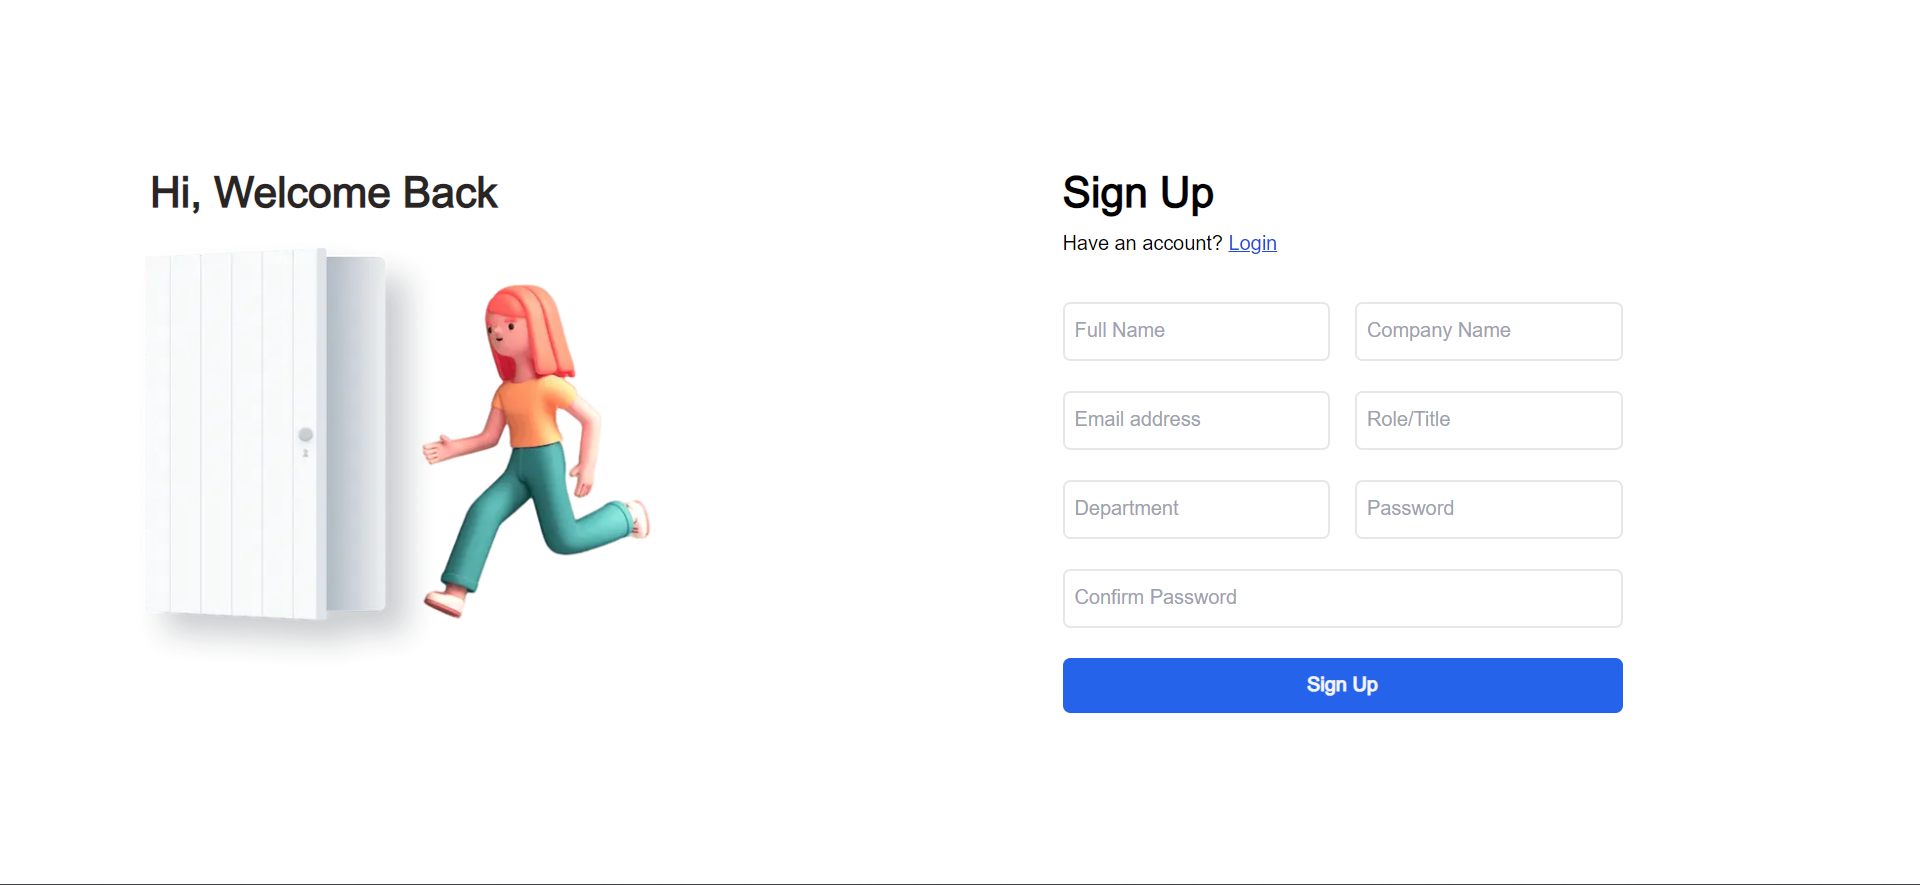 Hi, Welcome Back
Sign Up
Have an account? Login
Full Name
Company Name
Email address
Role/Title
Department
Password
Confirm Password
Sign Up